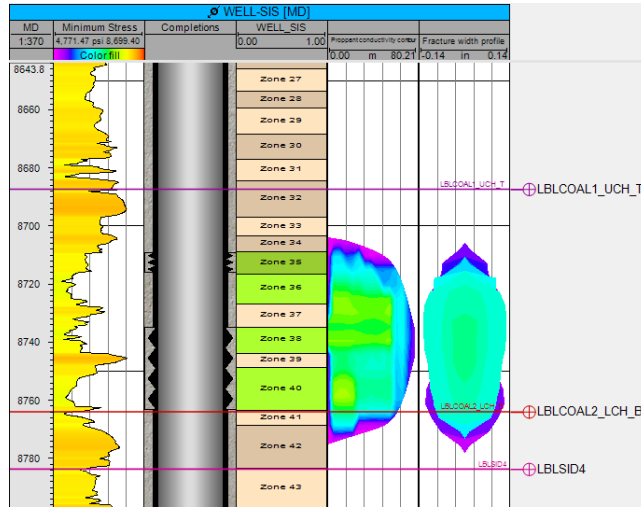 WELL-SIS [MD]
MD Minimum Stress Completions WELL_SIS
1:370 4,771.47 psi 8,699.40 0.00 1.00 Proppant conductivity contour Fracture width profile
Color fill 0.00 m 80.21 -0.14 in 0.14
8643.8
Zone 27
Zone 28
8660
Zone 29
Zone 30
Zone 31
8680
LBLCOAL1_UCH_T LBLCOAL1_UCH_T
Zone 32
8700
Zone 33
Zone 34
Zone 35
8720
Zone 36
Zone 37
Zone 38
8740
Zone 39
Zone 40
8760
LBLCOAL2_LCH_ LBLCOAL2_LCH_B
Zone 41
Zone 42
8780
LBLSID4 LBLSID4
Zone 43